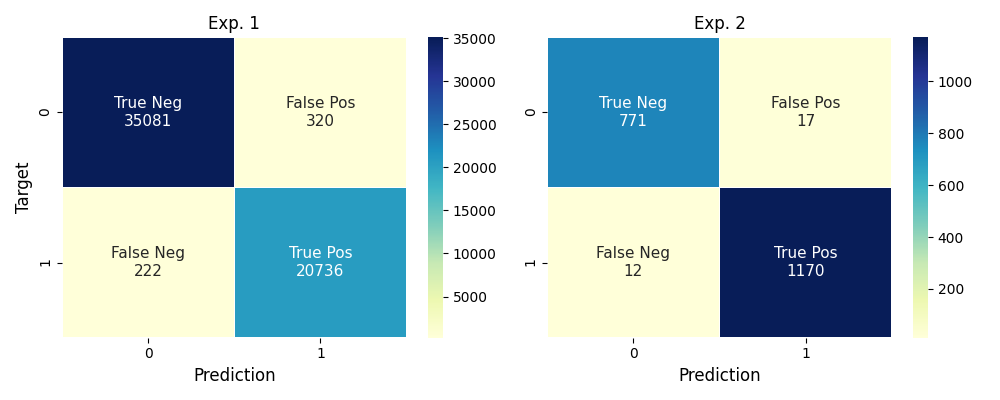 Exp. 1
Exp. 2
Target
0
1
True Neg
35081
False Pos
320
False Neg
222
True Pos
20736
0
1
Prediction
35000
30000
25000
20000
15000
10000
5000
0
1
True Neg
771
False Pos
17
False Neg
12
True Pos
1170
0
1
Prediction
1000
800
600
400
200